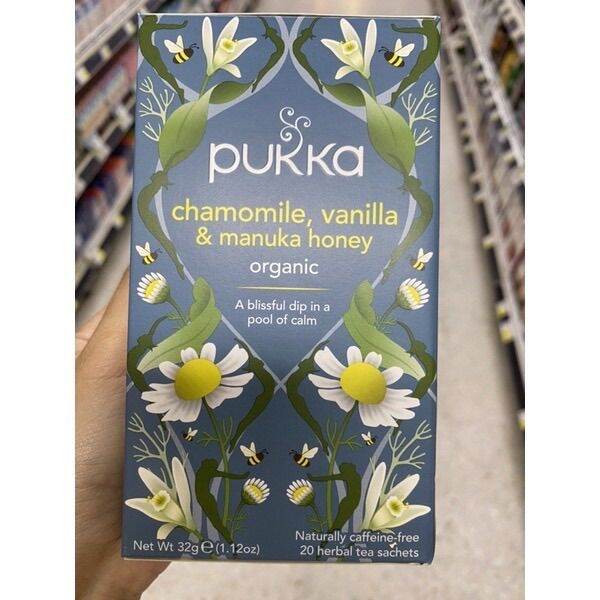 pukka
chamomile, vanilla
& manuka honey
organic
A blissful dip in a
pool of calm
Net Wt 32g ℮ (1.12oz)
Naturally caffeine-free
20 herbal tea sachets